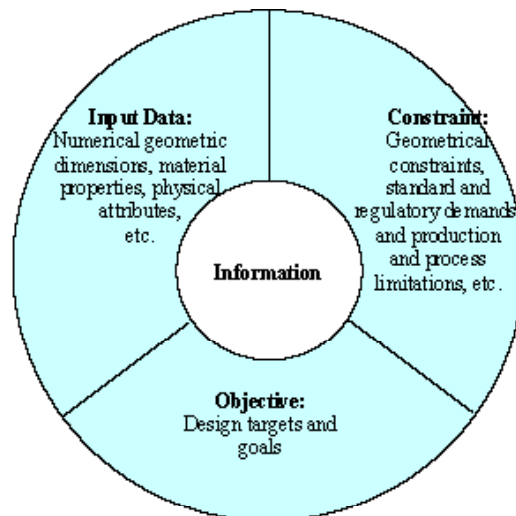 Input Data:
Numerical geometric
dimensions, material
properties, physical
attributes,
etc.
Constraint:
Geometrical
constraints,
standard and
regulatory demands
and production
and process
limitations, etc.
Information
Objective:
Design targets and
goals